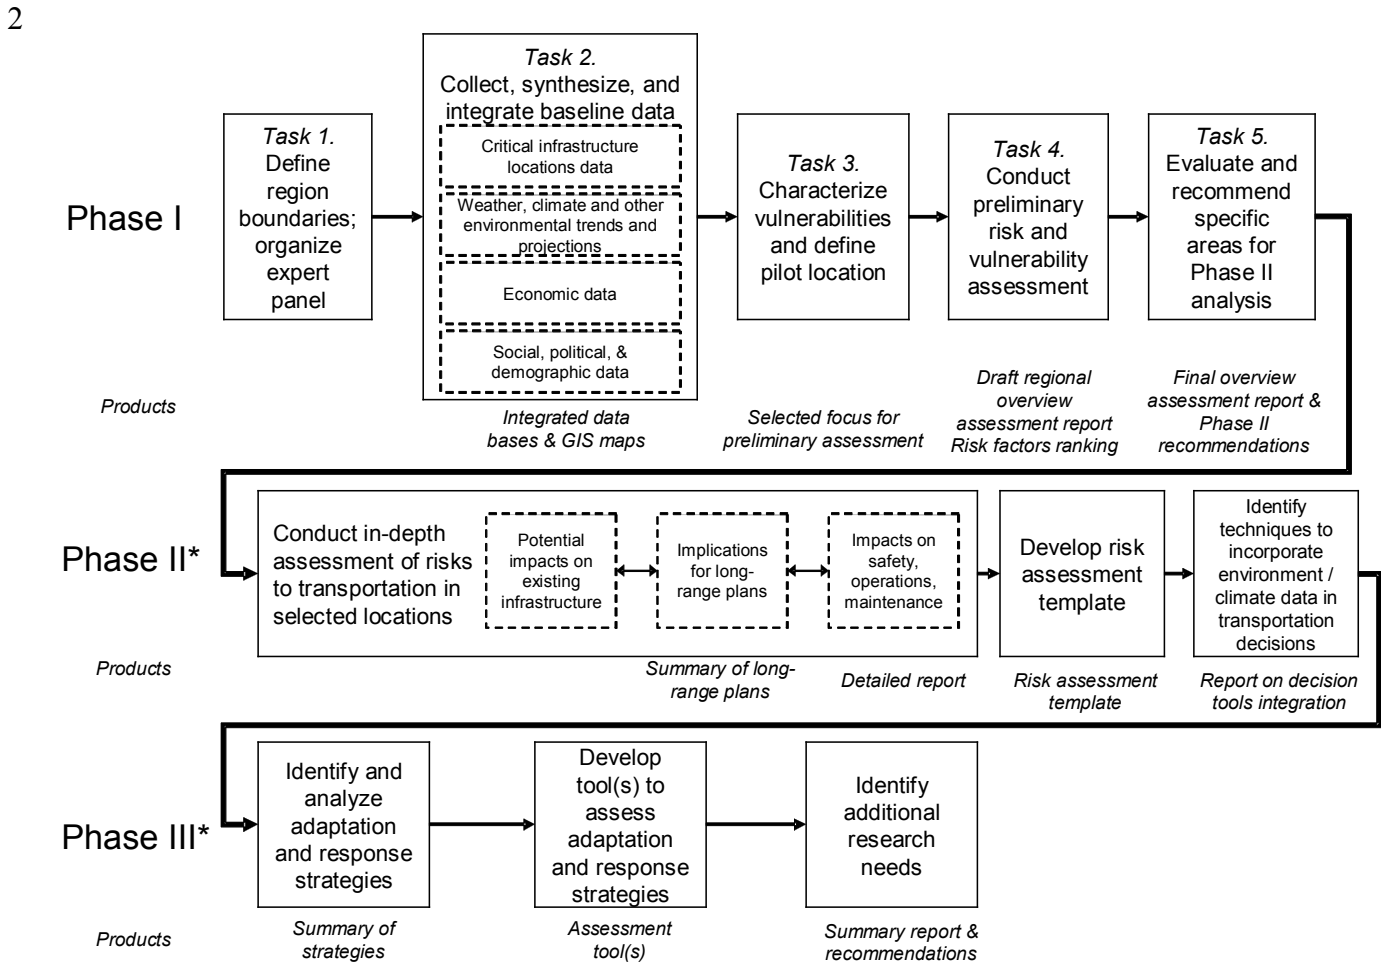 2
Phase I
Task 1.
Define
region
boundaries;
organize
expert
panel
Task 2.
Collect, synthesize, and
integrate baseline data
Critical infrastructure
locations data
Weather, climate and other
environmental trends and
projections
Economic data
Social, political, &
demographic data
Task 3.
Characterize
vulnerabilities
and define
pilot location
Task 4.
Conduct
preliminary
risk and
vulnerability
assessment
Task 5.
Evaluate and
recommend
specific
areas for
Phase II
analysis
Products
Integrated data
bases & GIS maps
Selected focus for
preliminary assessment
Draft regional
overview
assessment report
Risk factors ranking
Final overview
assessment report &
Phase II
recommendations
Phase II*
Conduct in-depth
assessment of risks
to transportation in
selected locations
Potential
impacts on
existing
infrastructure
Implications
for long-
range plans
Impacts on
safety,
operations,
maintenance
Develop risk
assessment
template
Identify
techniques to
incorporate
environment /
climate data in
transportation
decisions
Products
Summary of long-
range plans
Detailed report
Risk assessment
template
Report on decision
tools integration
Phase III*
Identify and
analyze
adaptation
and response
strategies
Develop
tool(s) to
assess
adaptation
and response
strategies
Identify
additional
research
needs
Products
Summary of
strategies
Assessment
tool(s)
Summary report &
recommendations